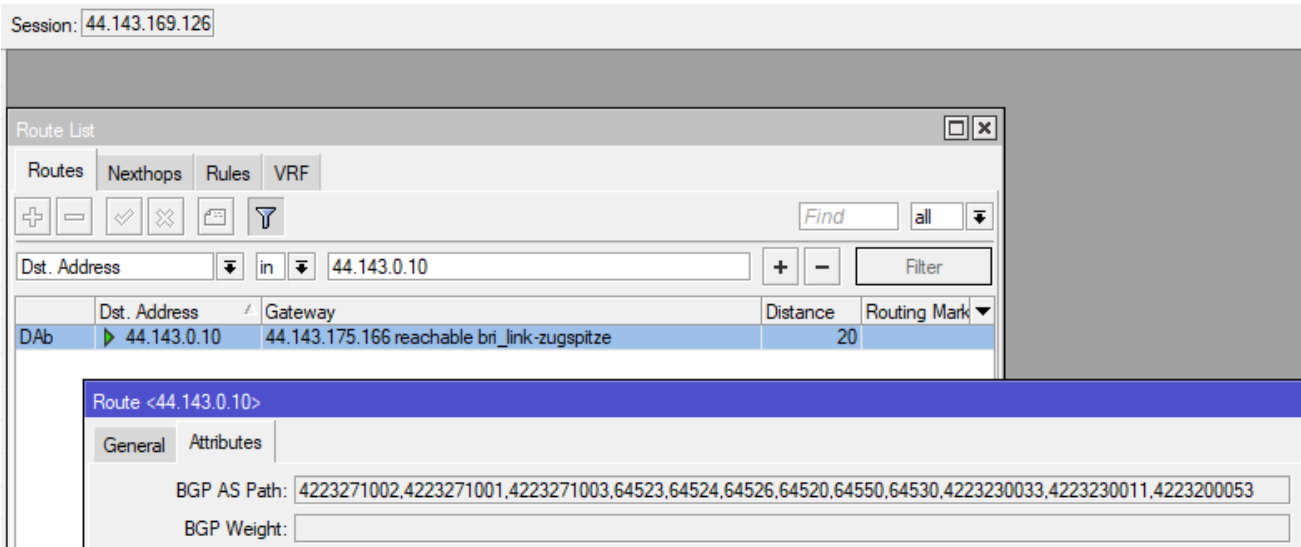 Session: 44.143.169.126
Route List
Routes Nexthops Rules VRF
Find all
Dst. Address in 44.143.0.10 + - Filter
Dst. Address Gateway Distance Routing Mark
DAb 44.143.0.10 44.143.175.166 reachable bri_link-zugspitze 20
Route <44.143.0.10>
General Attributes
BGP AS Path: 4223271002,4223271001,4223271003,64523,64524,64526,64520,64550,64530,4223230033,4223230011,4223200053
BGP Weight: